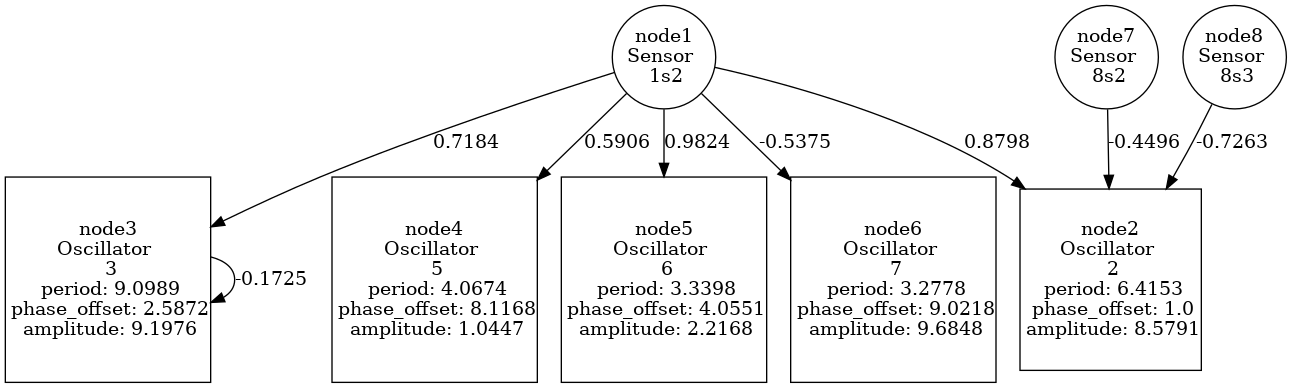 node1
Sensor
1s2
node7
Sensor
8s2
node8
Sensor
8s3
0.7184
0.5906
0.9824
-0.5375
0.8798
-0.4496
-0.7263
node3
Oscillator
3
period: 9.0989
phase_offset: 2.5872
amplitude: 9.1976
-0.1725
node4
Oscillator
5
period: 4.0674
phase_offset: 8.1168
amplitude: 1.0447
node5
Oscillator
6
period: 3.3398
phase_offset: 4.0551
amplitude: 2.2168
node6
Oscillator
7
period: 3.2778
phase_offset: 9.0218
amplitude: 9.6848
node2
Oscillator
2
period: 6.4153
phase_offset: 1.0
amplitude: 8.5791